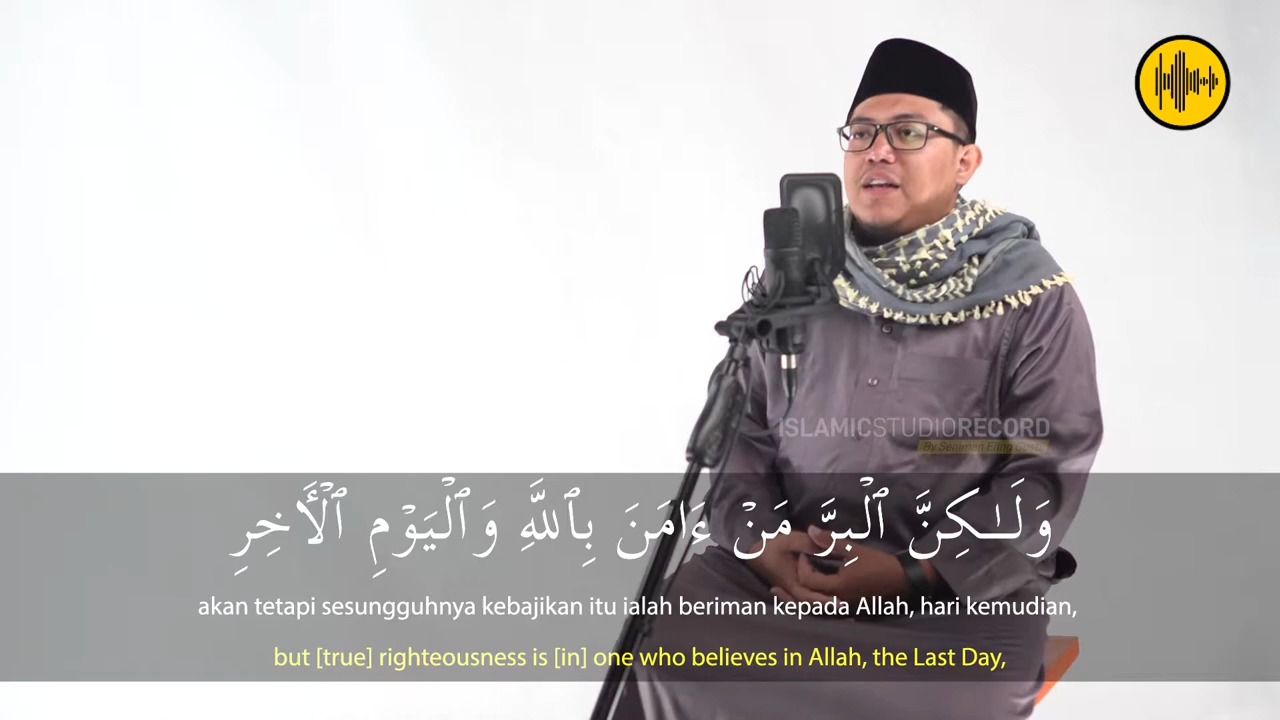 ISLAMICSTUDIORECORD
وَلَـٰكِنَّ ٱلْبِرَّ مَنْ ءَامَنَ بِٱللَّهِ وَٱلْيَوْمِ ٱلْأَخِرِ
akan tetapi sesungguhnya kebajikan itu ialah beriman kepada Allah, hari kemudian,
but [true] righteousness is [in] one who believes in Allah, the Last Day,